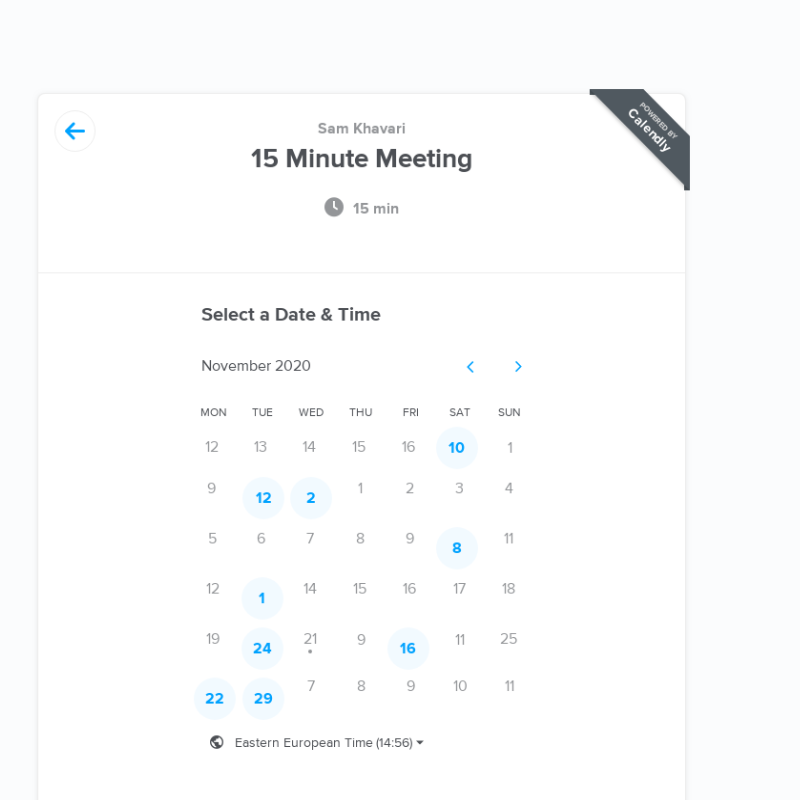 POWERED BY
Calendly
Sam Khavari
15 Minute Meeting
15 min
Select a Date & Time
November 2020
MON TUE WED THU FRI SAT SUN
12 13 14 15 16 10 1
9 12 2 1 2 3 4
5 6 7 8 9 8 11
12 1 14 15 16 17 18
19 24 21 9 16 11 25
22 29 7 8 9 10 11
Eastern European Time (14:56)